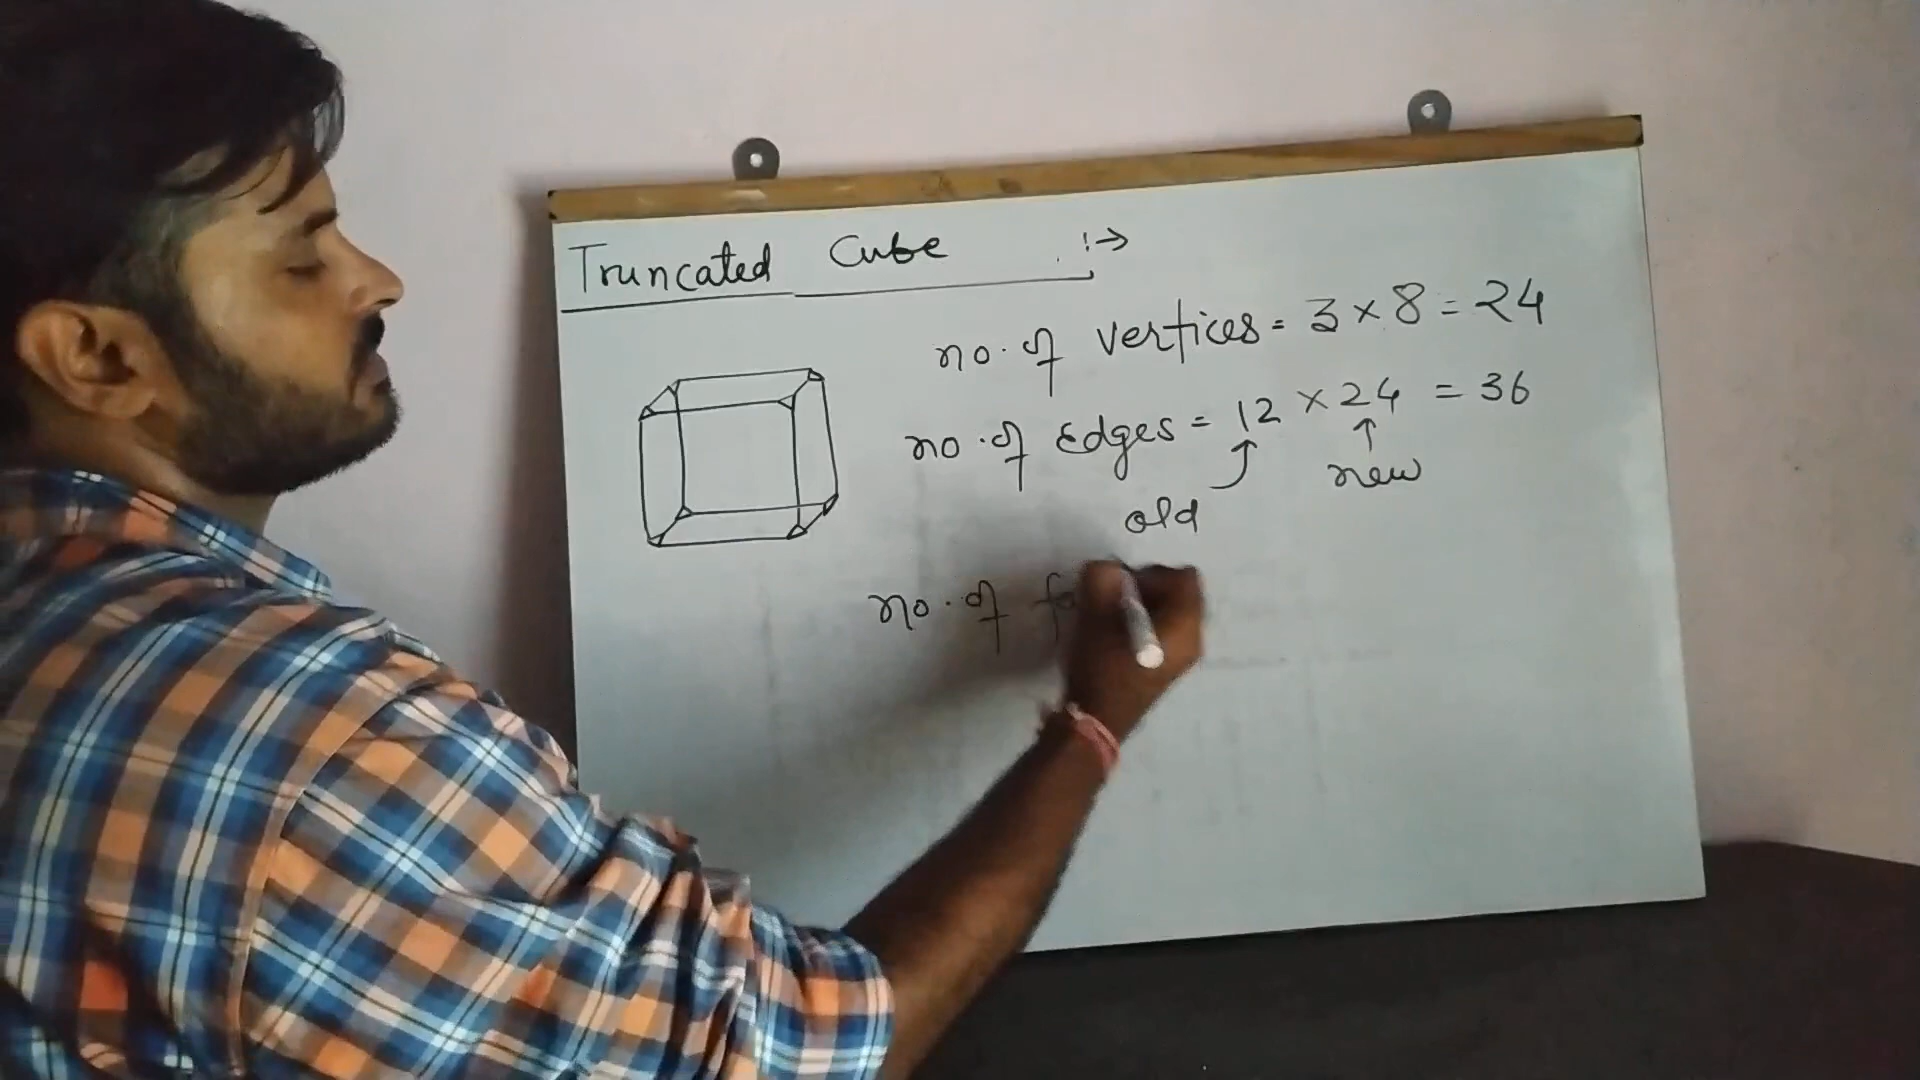 Truncated Cube :→
no. of vertices = 3 × 8 = 24
no. of Edges = 12 × 24 = 36
↑ ↑
old new
no. of